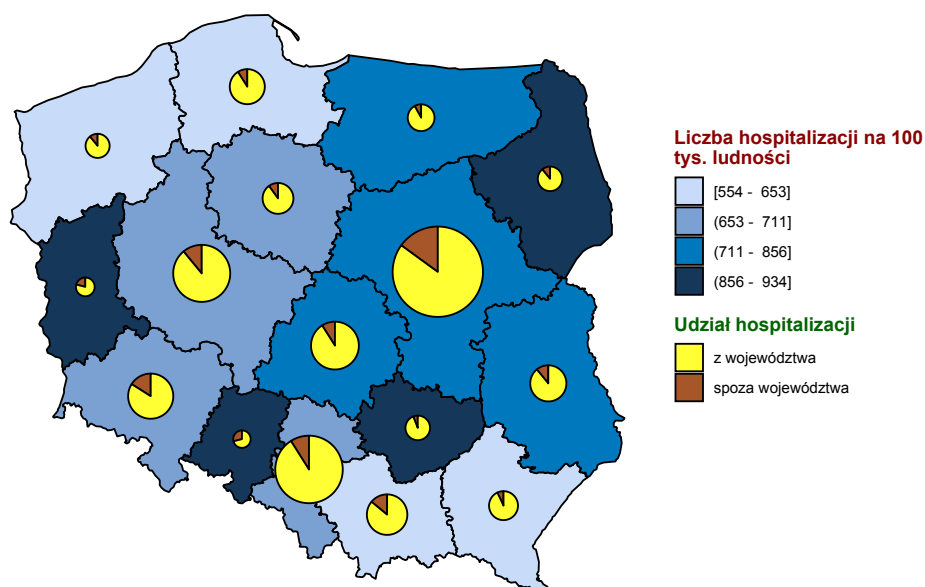 Liczba hospitalizacji na 100
tys. ludności
[554 - 653]
(653 - 711]
(711 - 856]
(856 - 934]
Udział hospitalizacji
z województwa
spoza województwa